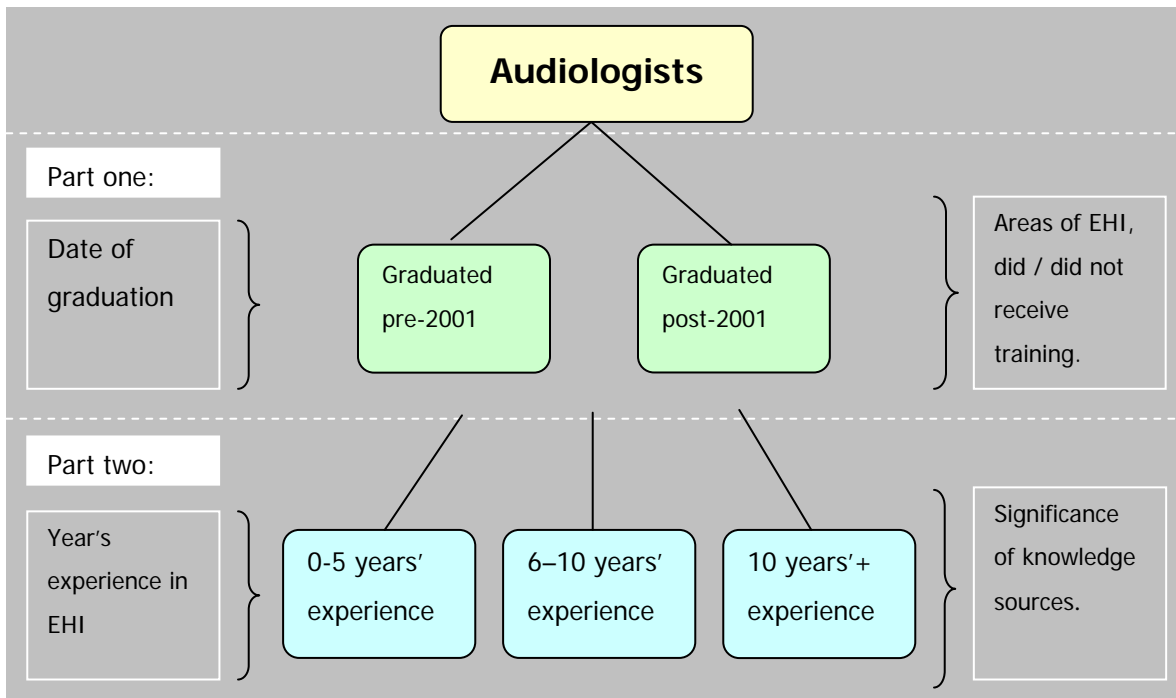 Audiologists
Part one:
Date of
graduation
Graduated
pre-2001
Graduated
post-2001
Areas of EHI,
did / did not
receive
training.
Part two:
Year's
experience in
EHI
0-5 years'
experience
6–10 years'
experience
10 years'+
experience
Significance
of knowledge
sources.